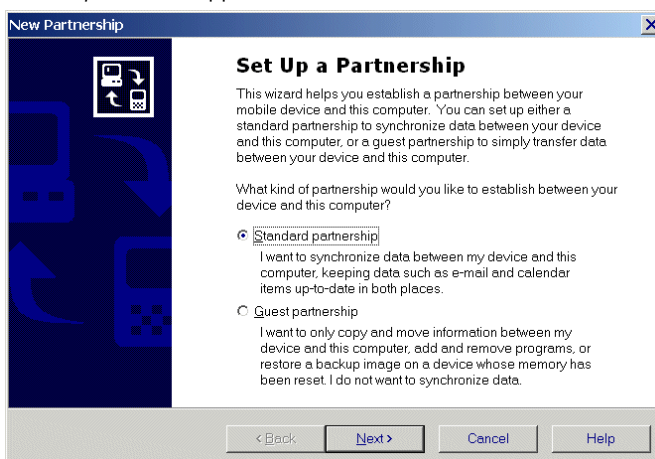 New Partnership
Set Up a Partnership
This wizard helps you establish a partnership between your
mobile device and this computer. You can set up either a
standard partnership to synchronize data between your device
and this computer, or a guest partnership to simply transfer data
between your device and this computer.
What kind of partnership would you like to establish between your
device and this computer?
Standard partnership
I want to synchronize data between my device and this
computer, keeping data such as e-mail and calendar
items up-to-date in both places.
Guest partnership
I want to only copy and move information between my
device and this computer, add and remove programs, or
restore a backup image on a device whose memory has
been reset. I do not want to synchronize data.
< Back Next > Cancel Help